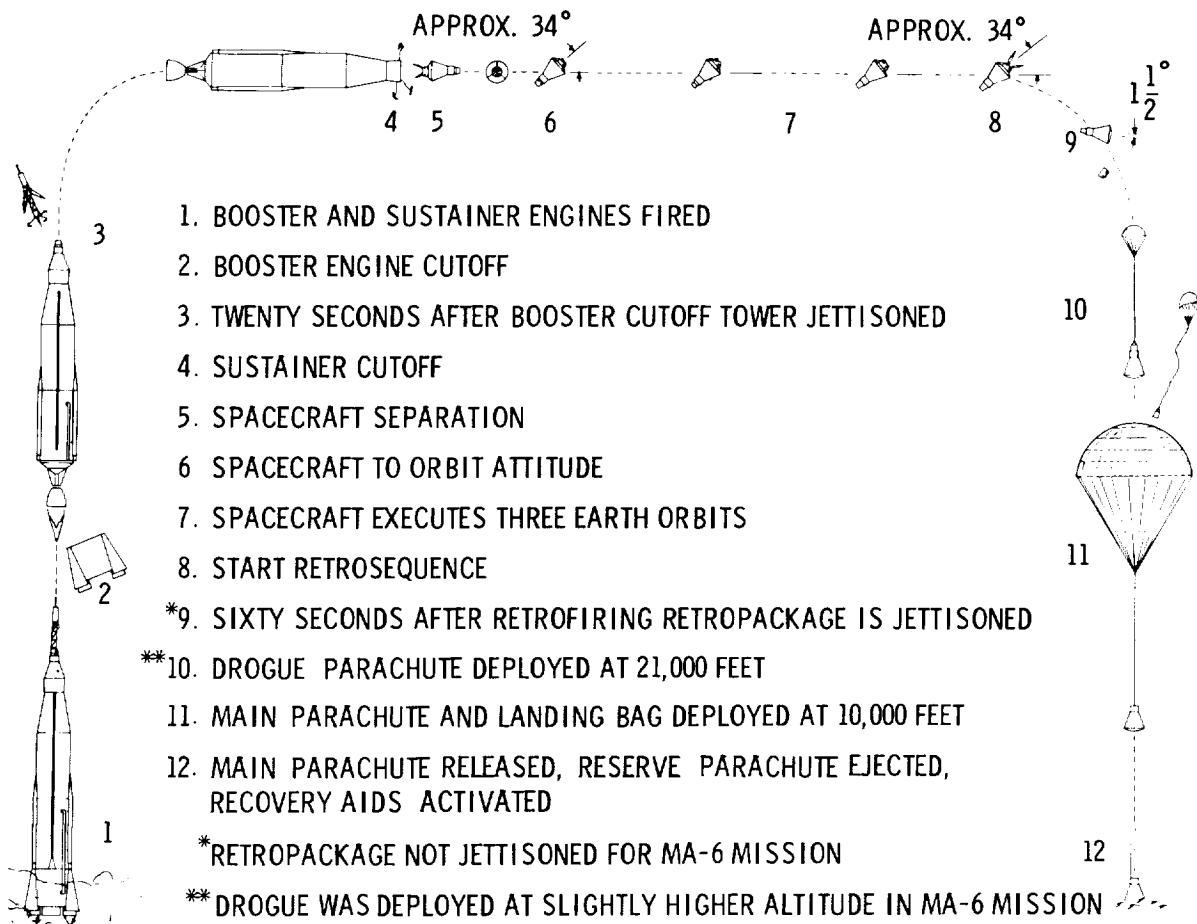 APPROX. 34°
APPROX. 34°
1 1/2°
4
5
6
7
8
9
3
1. BOOSTER AND SUSTAINER ENGINES FIRED
2. BOOSTER ENGINE CUTOFF
3. TWENTY SECONDS AFTER BOOSTER CUTOFF TOWER JETTISONED
10
4. SUSTAINER CUTOFF
5. SPACECRAFT SEPARATION
6 SPACECRAFT TO ORBIT ATTITUDE
7. SPACECRAFT EXECUTES THREE EARTH ORBITS
11
8. START RETROSEQUENCE
2
*9. SIXTY SECONDS AFTER RETROFIRING RETROPACKAGE IS JETTISONED
**10. DROGUE PARACHUTE DEPLOYED AT 21,000 FEET
11. MAIN PARACHUTE AND LANDING BAG DEPLOYED AT 10,000 FEET
12. MAIN PARACHUTE RELEASED, RESERVE PARACHUTE EJECTED,
RECOVERY AIDS ACTIVATED
1
*RETROPACKAGE NOT JETTISONED FOR MA-6 MISSION
12
**DROGUE WAS DEPLOYED AT SLIGHTLY HIGHER ALTITUDE IN MA-6 MISSION